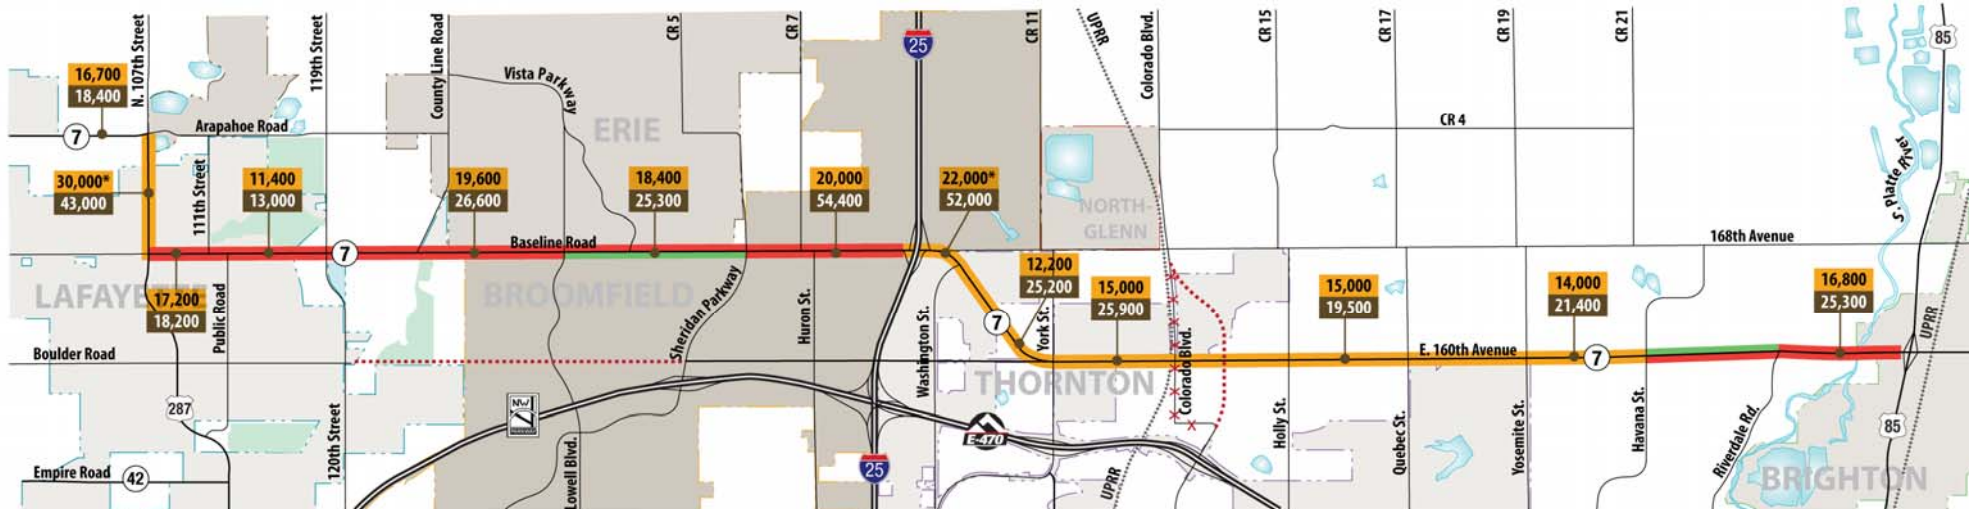 N. 107th Street
119th Street
County Line Road
CR 5
CR 7
25
CR 11
UPRR
Colorado Blvd.
CR 15
CR 17
CR 19
CR 21
85
16,700
18,400
7
Arapahoe Road
Vista Parkway
ERIE
CR 4
S. Platte River
30,000*
43,000
111th Street
11,400
13,000
19,600
26,600
18,400
25,300
20,000
54,400
22,000*
52,000
NORTH-
GLENN
7
Baseline Road
168th Avenue
LAFAYETTE
17,200
18,200
Public Road
BROOMFIELD
Sheridan Parkway
Huron St.
Washington St.
7
12,200
25,200
York St.
15,000
25,900
15,000
19,500
14,000
21,400
16,800
25,300
UPRR
Boulder Road
E. 160th Avenue
7
THORNTON
Colorado Blvd.
287
NW
E-470
120th Street
Lowell Blvd.
25
UPRR
Holly St.
Quebec St.
Yosemite St.
Havana St.
Riverdale Rd.
85
Empire Road
42
BRIGHTON